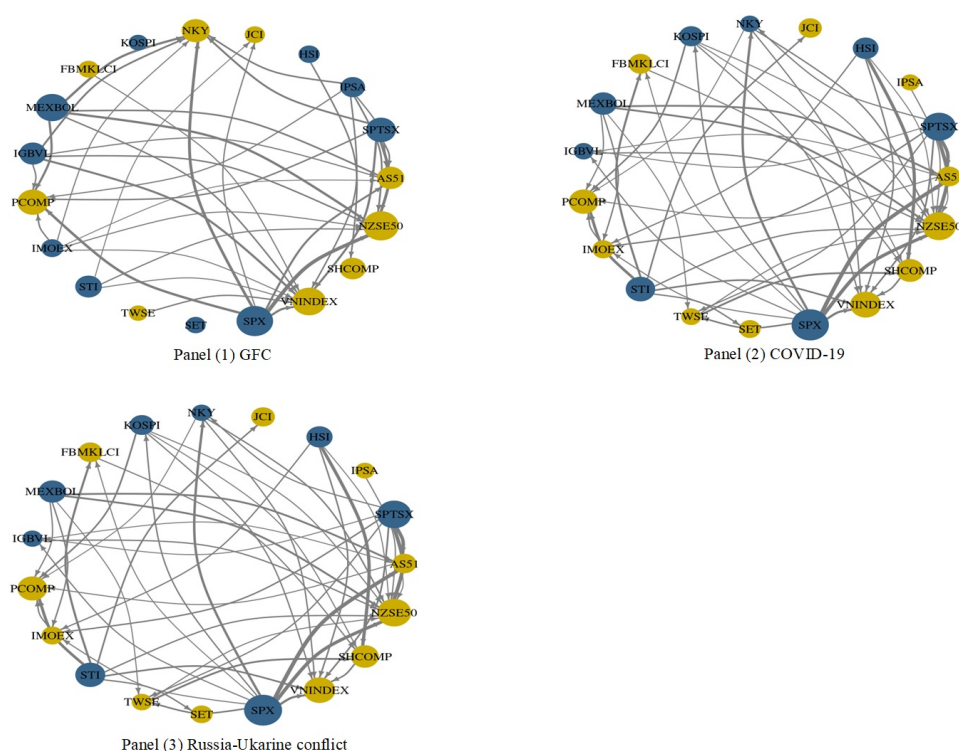 NKY
JCI
KOSPI
HSI
FBMKLCI
IPSA
MEXBOL
SPTSX
IGBVL
AS51
PCOMP
NZSE50
IMOEX
SHCOMP
STI
VNINDEX
TWSE
SPX
SET
Panel (1) GFC
NKY
JCI
KOSPI
HSI
FBMKLCI
IPSA
MEXBOL
SPTSX
IGBVL
AS51
PCOMP
NZSE50
IMOEX
SHCOMP
STI
VNINDEX
TWSE
SPX
SET
Panel (2) COVID-19
NKY
JCI
KOSPI
HSI
FBMKLCI
IPSA
MEXBOL
SPTSX
IGBVL
AS51
PCOMP
NZSE50
IMOEX
SHCOMP
STI
VNINDEX
TWSE
SPX
SET
Panel (3) Russia-Ukarine conflict